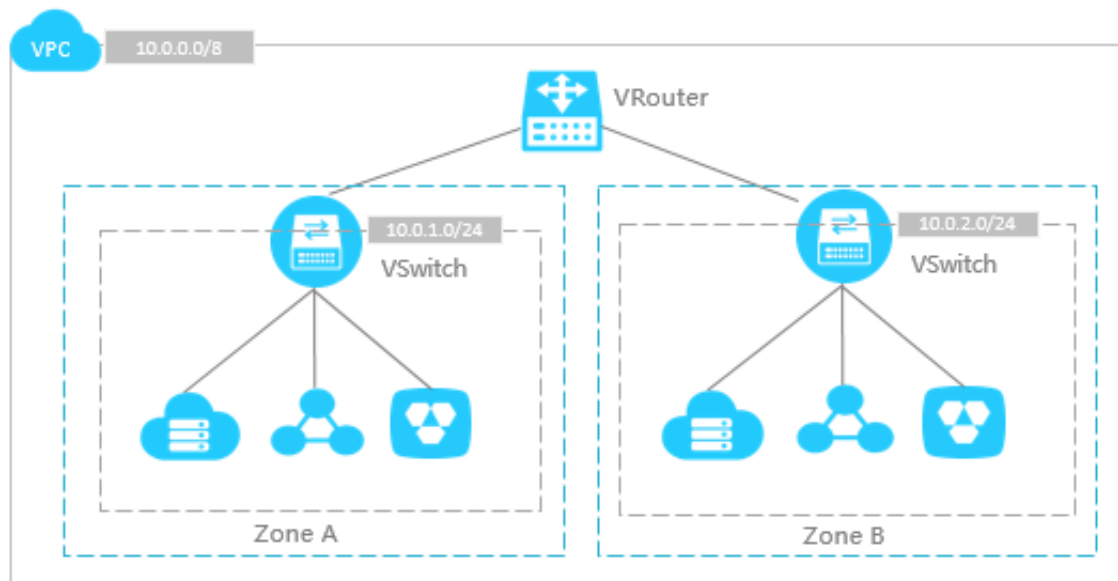 VPC
10.0.0.0/8
VRouter
10.0.1.0/24
VSwitch
10.0.2.0/24
VSwitch
Zone A
Zone B